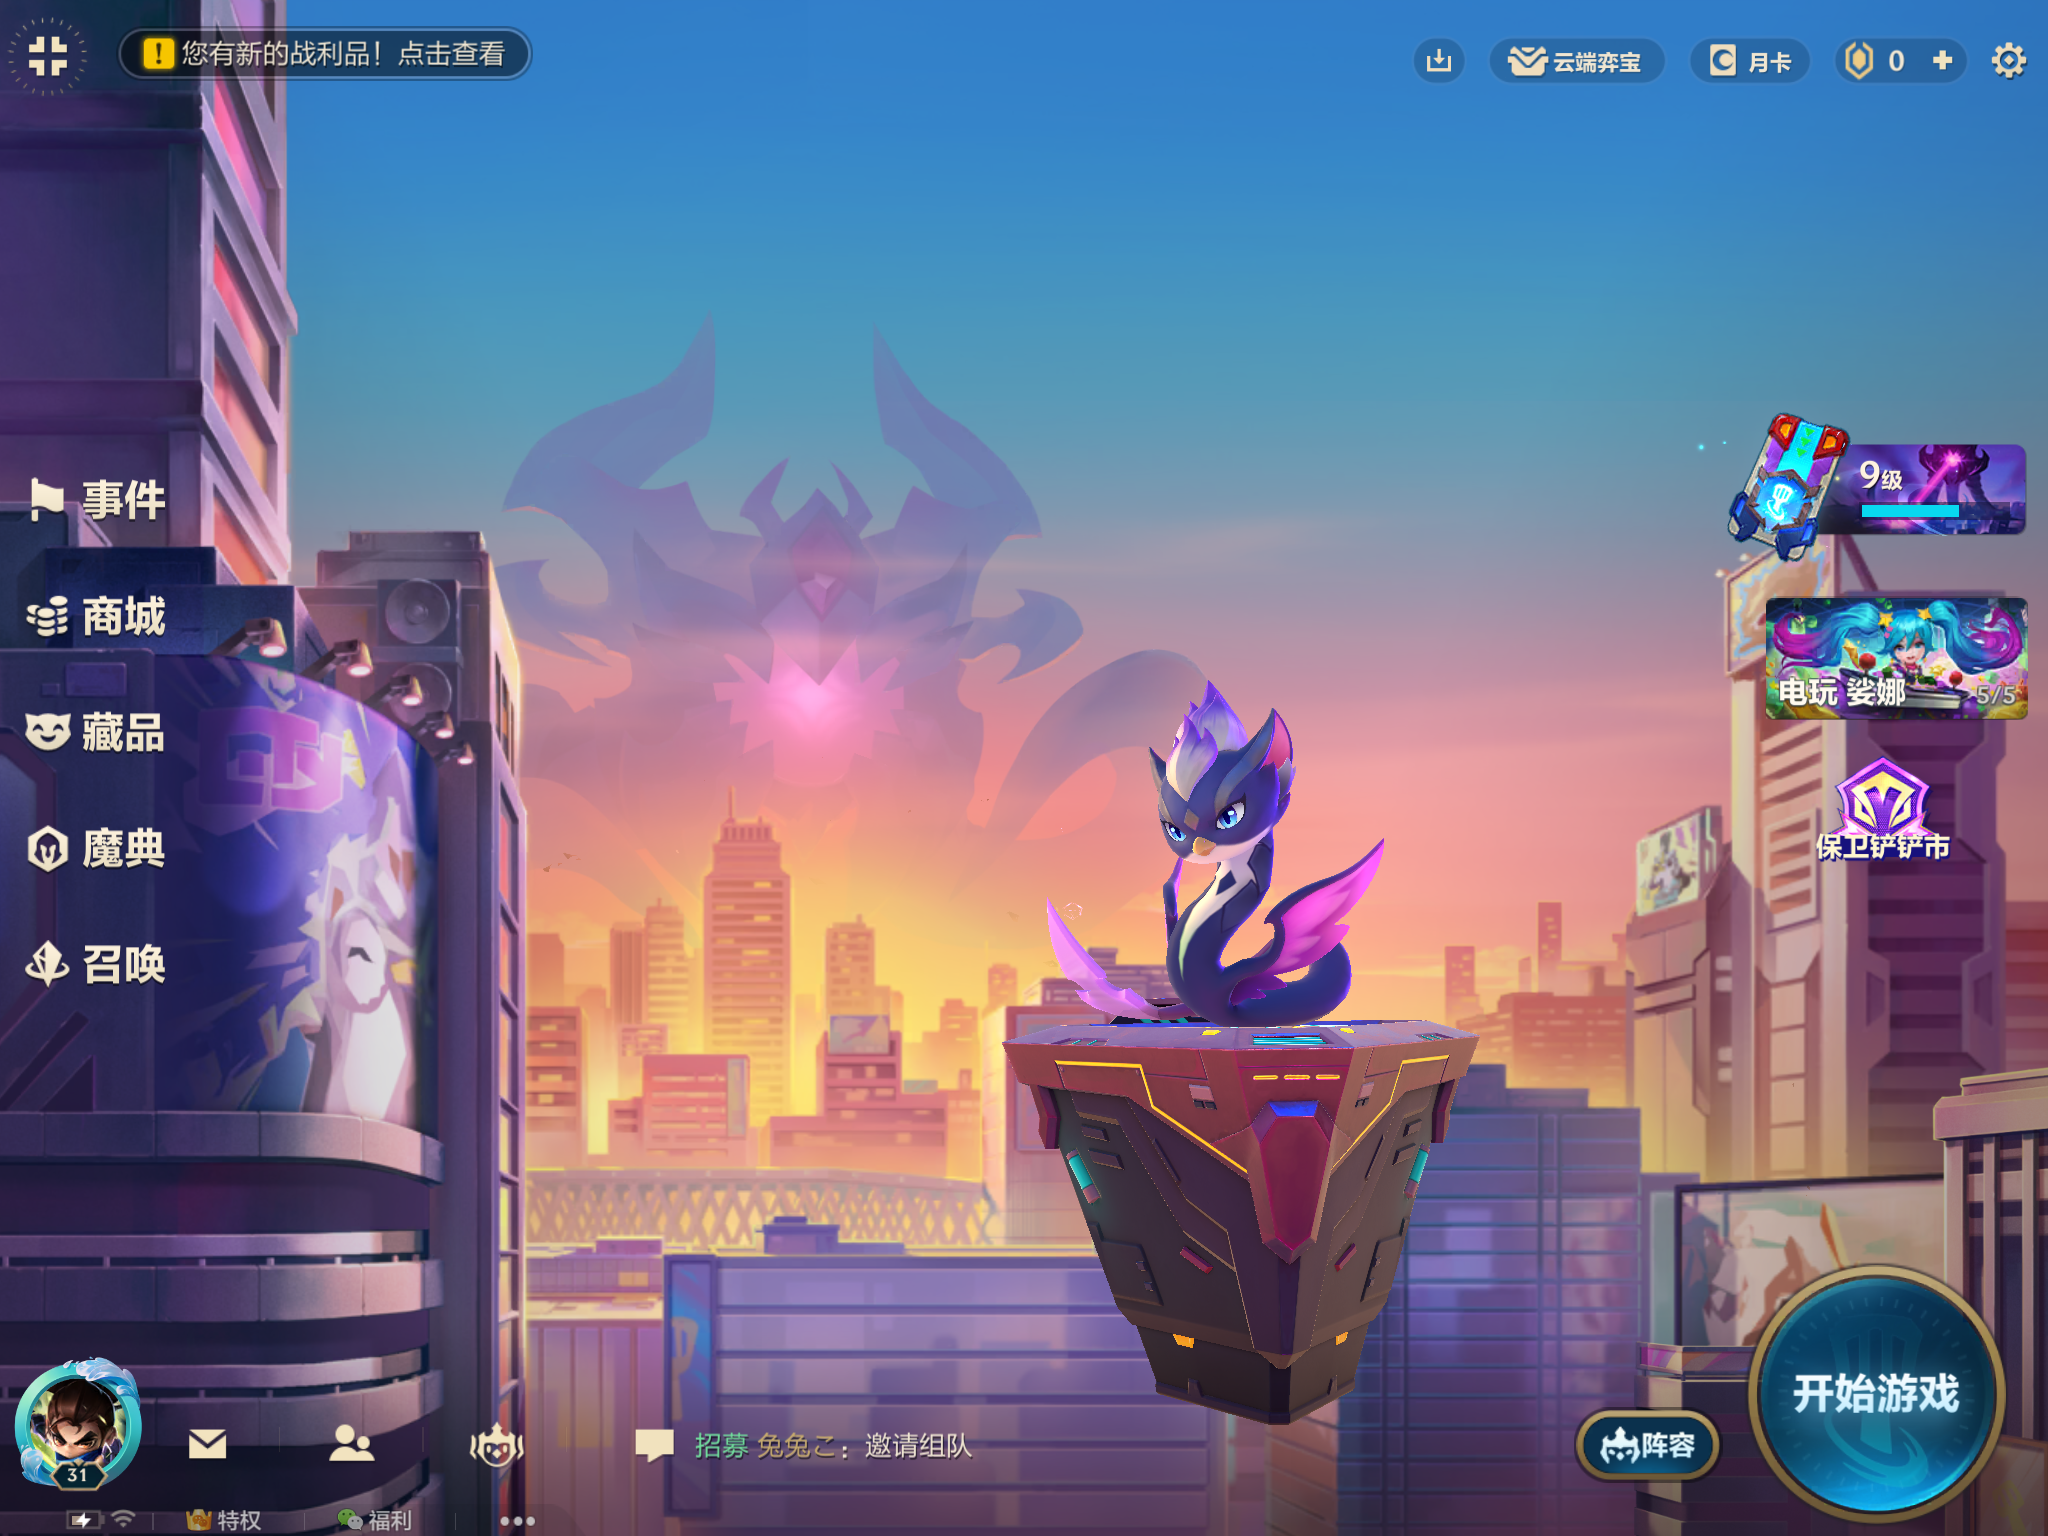 您有新的战利品！点击查看
云端弈宝
月卡
0
事件
商城
藏品
魔典
召唤
9级
电玩 娑娜
5/5
保卫铲铲市
31
招募 兔兔こ：邀请组队
阵容
开始游戏
特权
福利